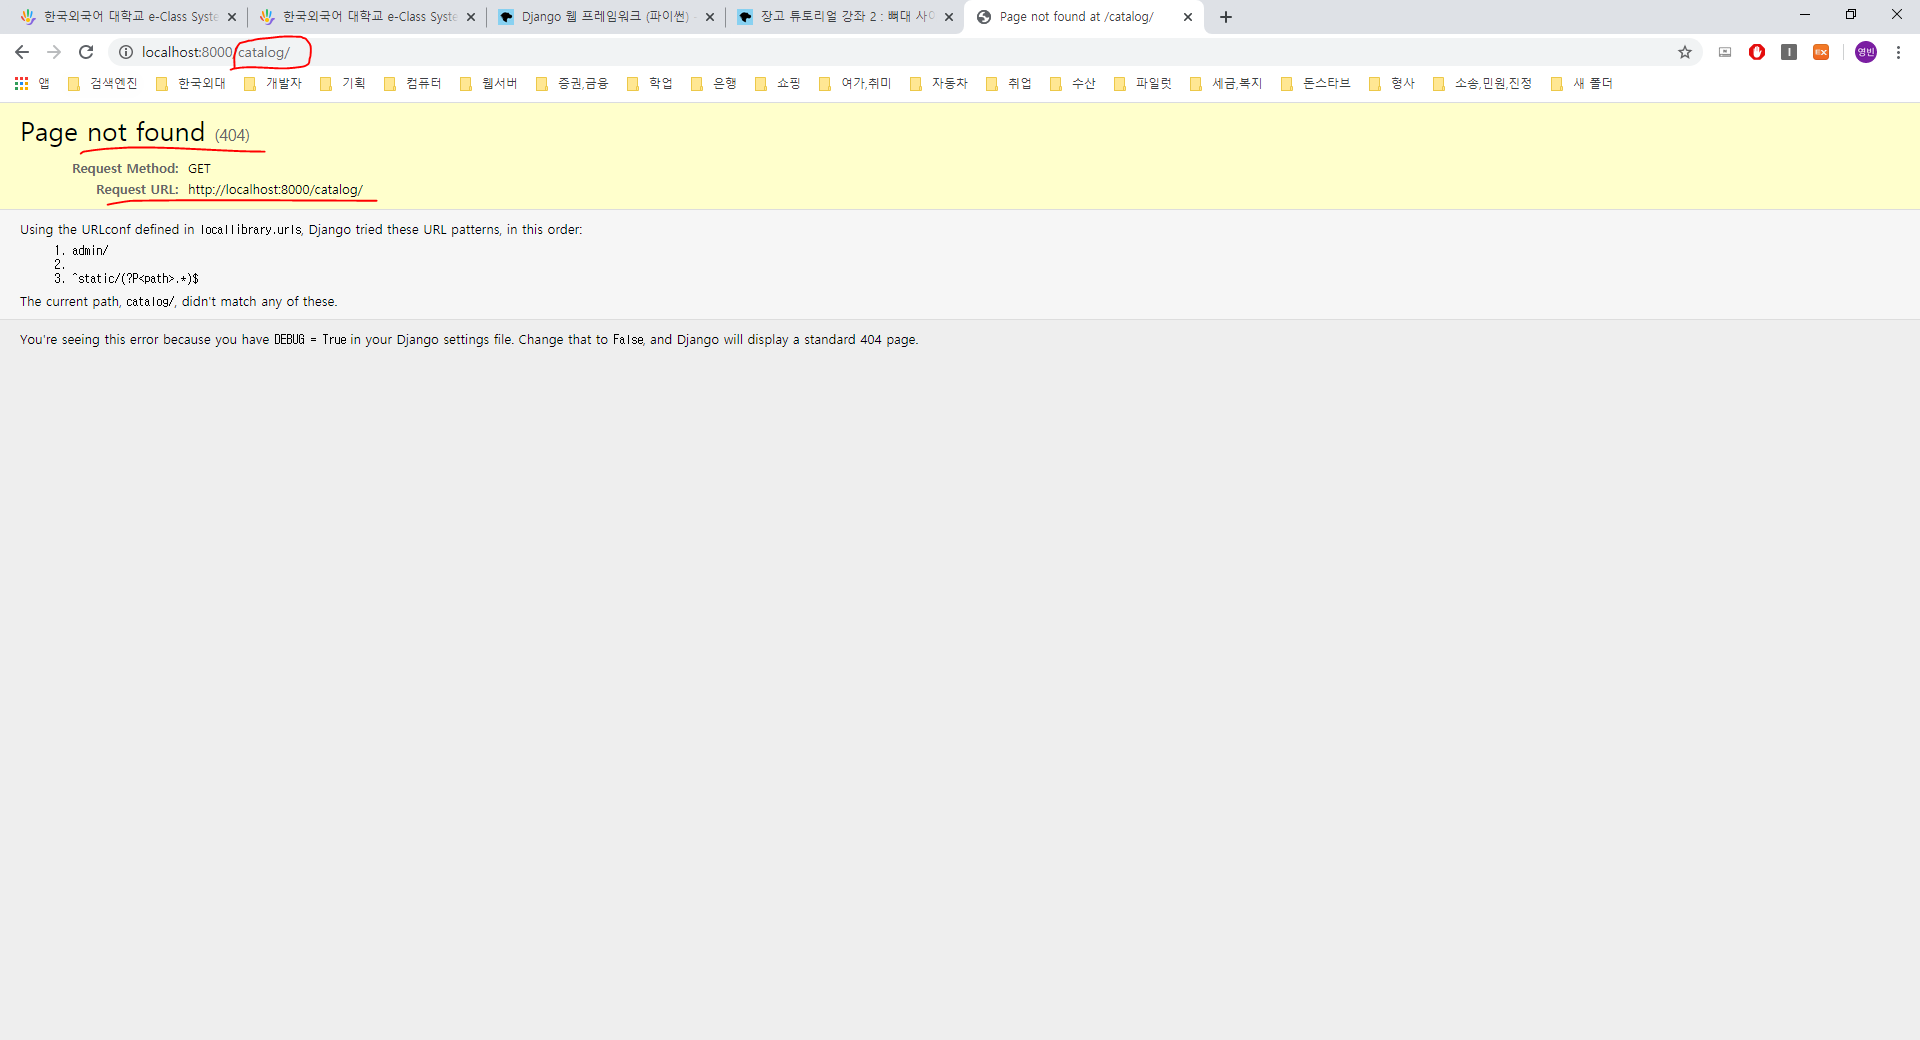 한국외국어 대학교 e-Class Syste
한국외국어 대학교 e-Class Syste
Django 웹 프레임워크 (파이썬)
장고 튜토리얼 강좌 2 : 뼈대 사이
Page not found at /catalog/
localhost:8000/catalog/
영빈
앱 검색엔진 한국외대 개발자 기획 컴퓨터 웹서버 증권,금융 학업 은행 쇼핑 여가,취미 자동차 취업 수산 파일럿 세금,복지 돈스타브 형사 소송,민원,진정 새 폴더
Page not found (404)
Request Method: GET
Request URL: http://localhost:8000/catalog/
Using the URLconf defined in locallibrary.urls, Django tried these URL patterns, in this order:
1. admin/
2.
3. ^static/(?P<path>.*)$
The current path, catalog/, didn't match any of these.
You're seeing this error because you have DEBUG = True in your Django settings file. Change that to False, and Django will display a standard 404 page.